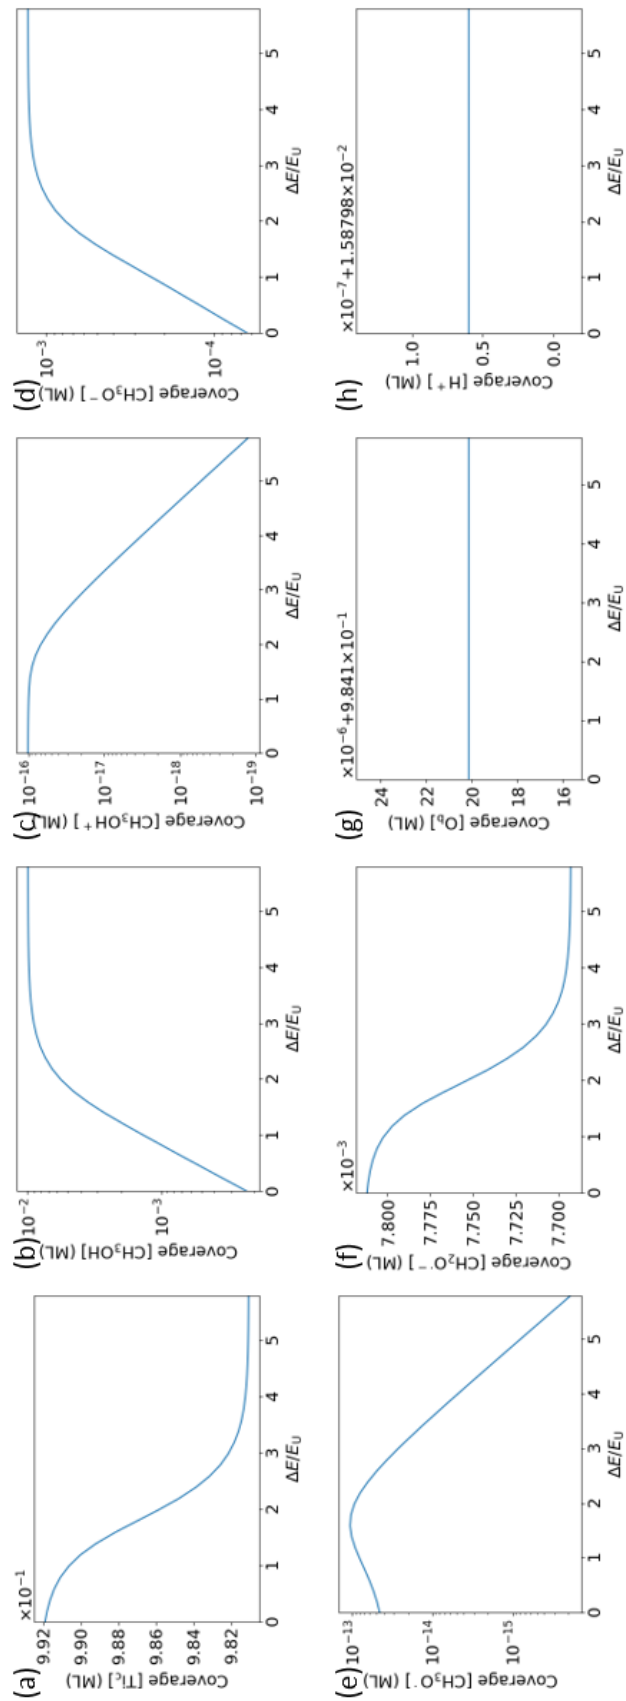 (a)
×10⁻¹
Coverage [Ti_c] (ML)
9.92
9.90
9.88
9.86
9.84
9.82
0 1 2 3 4 5
ΔE/E_U
(b)
Coverage [CH₃OH] (ML)
10⁻²
10⁻³
0 1 2 3 4 5
ΔE/E_U
(c)
Coverage [CH₃OH⁺] (ML)
10⁻¹⁶
10⁻¹⁷
10⁻¹⁸
10⁻¹⁹
0 1 2 3 4 5
ΔE/E_U
(d)
Coverage [CH₃O⁻] (ML)
10⁻³
10⁻⁴
0 1 2 3 4 5
ΔE/E_U
(e)
Coverage [CH₃O˙] (ML)
10⁻¹³
10⁻¹⁴
10⁻¹⁵
0 1 2 3 4 5
ΔE/E_U
(f)
×10⁻³
Coverage [CH₂O˙⁻] (ML)
7.800
7.775
7.750
7.725
7.700
0 1 2 3 4 5
ΔE/E_U
(g)
×10⁻⁶+9.841×10⁻¹
Coverage [O_b] (ML)
24
22
20
18
16
0 1 2 3 4 5
ΔE/E_U
(h)
×10⁻⁷+1.58798×10⁻²
Coverage [H⁺] (ML)
1.0
0.5
0.0
0 1 2 3 4 5
ΔE/E_U